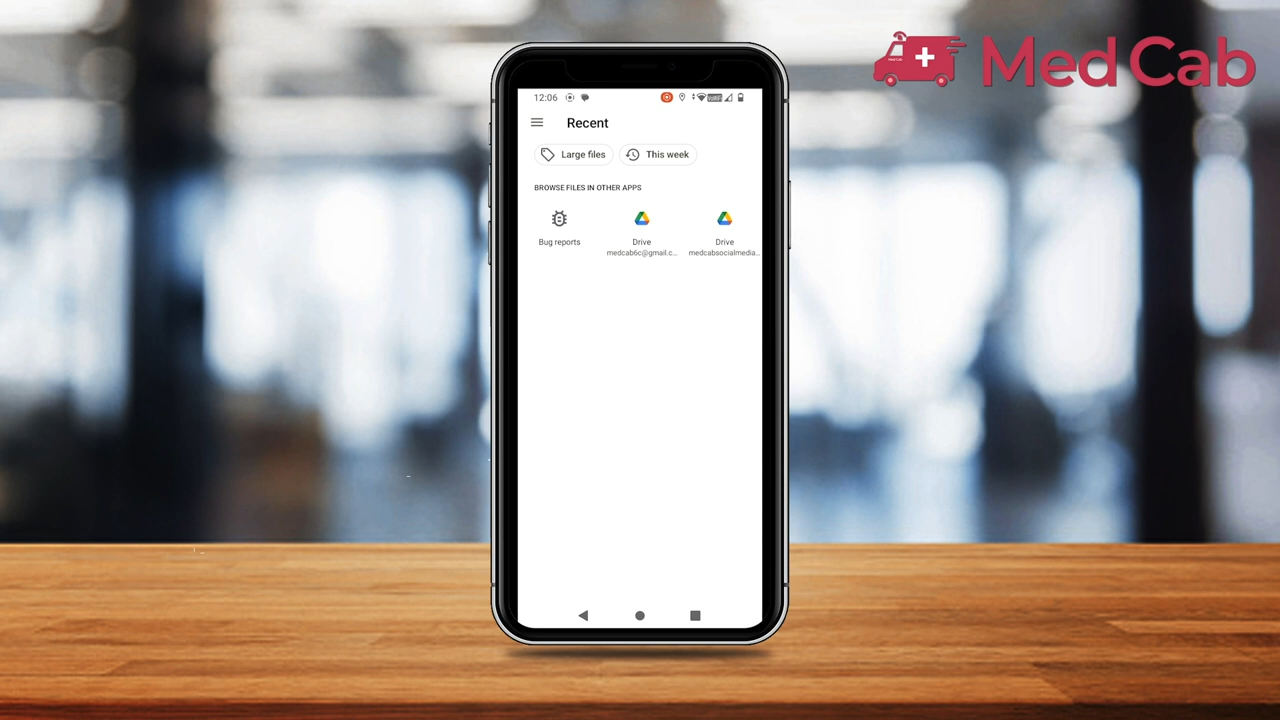 Med Cab
12:06
Recent
Large files
This week
BROWSE FILES IN OTHER APPS
Bug reports
Drive
medcab6c@gmail.c...
Drive
medcabsocialmedia...